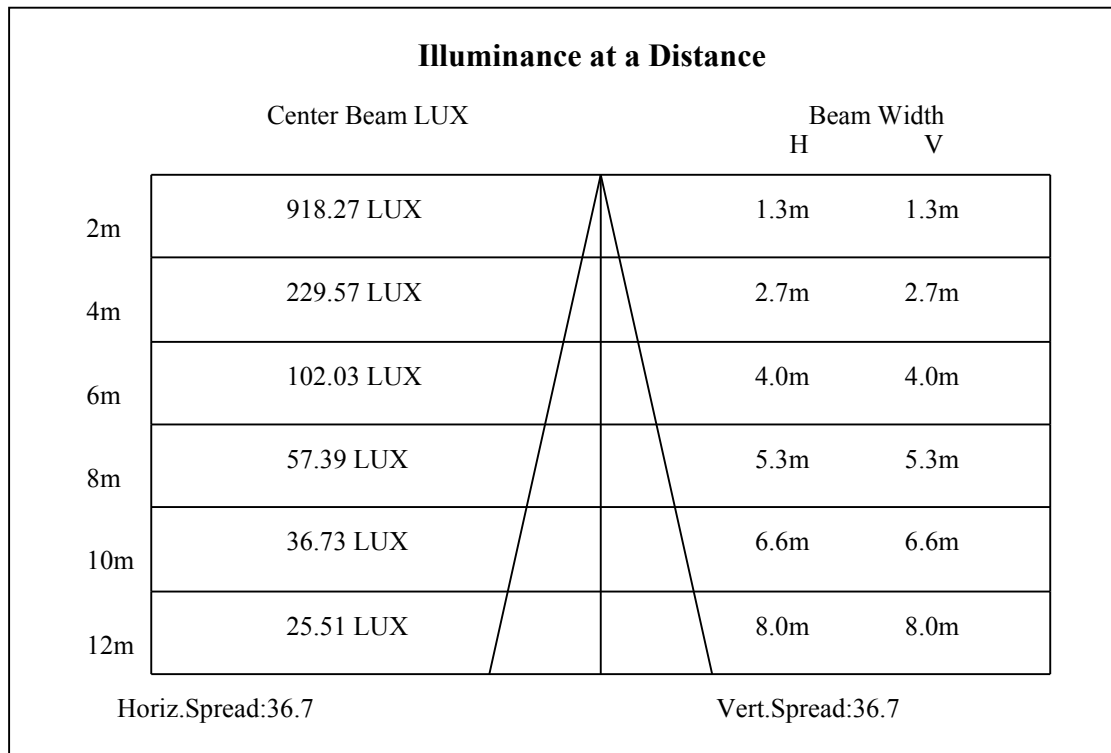 Illuminance at a Distance
Center Beam LUX Beam Width
H V
2m 918.27 LUX 1.3m 1.3m
4m 229.57 LUX 2.7m 2.7m
6m 102.03 LUX 4.0m 4.0m
8m 57.39 LUX 5.3m 5.3m
10m 36.73 LUX 6.6m 6.6m
12m 25.51 LUX 8.0m 8.0m
Horiz.Spread:36.7 Vert.Spread:36.7